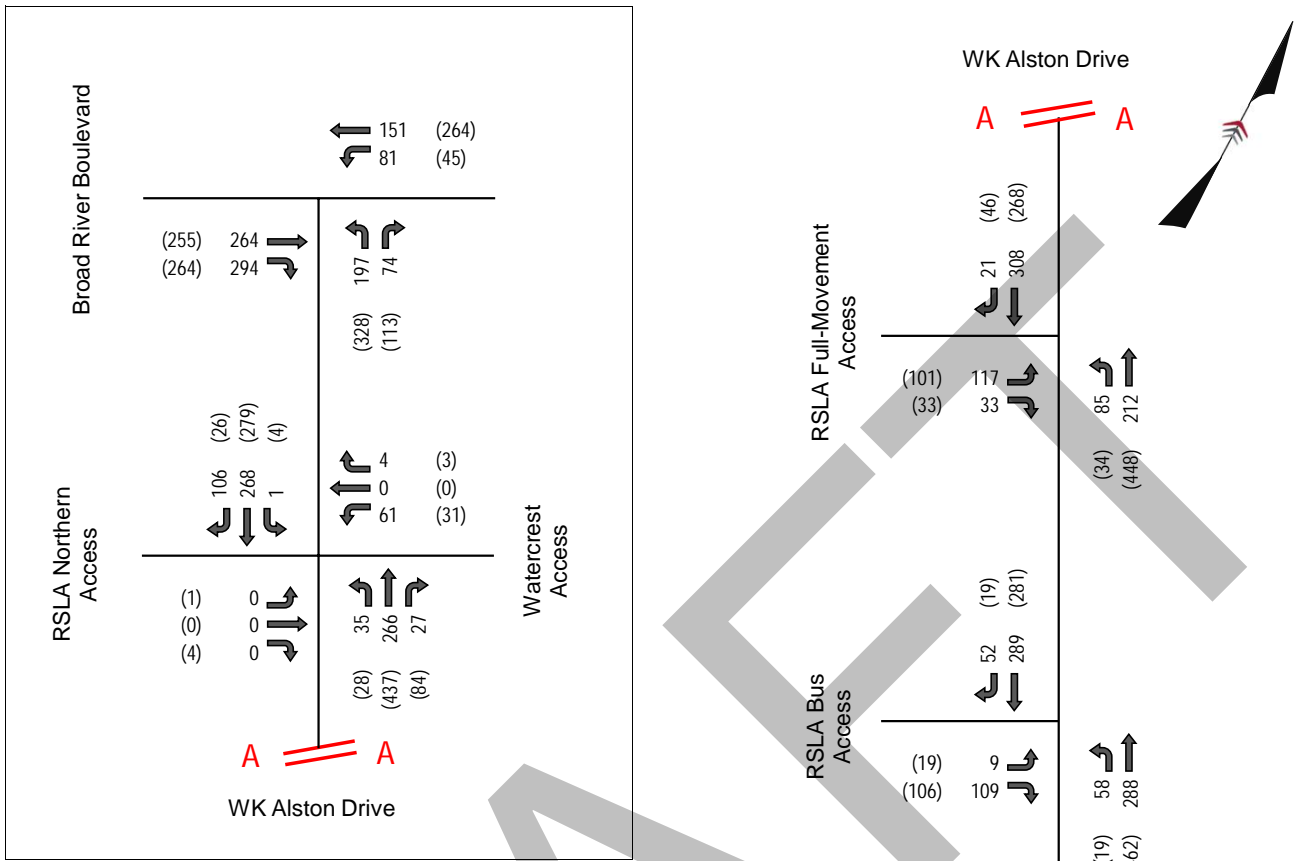 Broad River Boulevard
151 (264)
81 (45)
(255) 264
(264) 294
197 74
(328) (113)
(26) (279) (4)
106 268 1
RSLA Northern
Access
4 (3)
0 (0)
61 (31)
Watercrest
Access
(1) 0
(0) 0
(4) 0
35 266 27
(28) (437) (84)
A A
WK Alston Drive
WK Alston Drive
A A
(46) (268)
21 308
RSLA Full-Movement
Access
(101) 117
(33) 33
85 212
(34) (448)
(19) (281)
52 289
RSLA Bus
Access
(19) 9
(106) 109
58 288
(19)